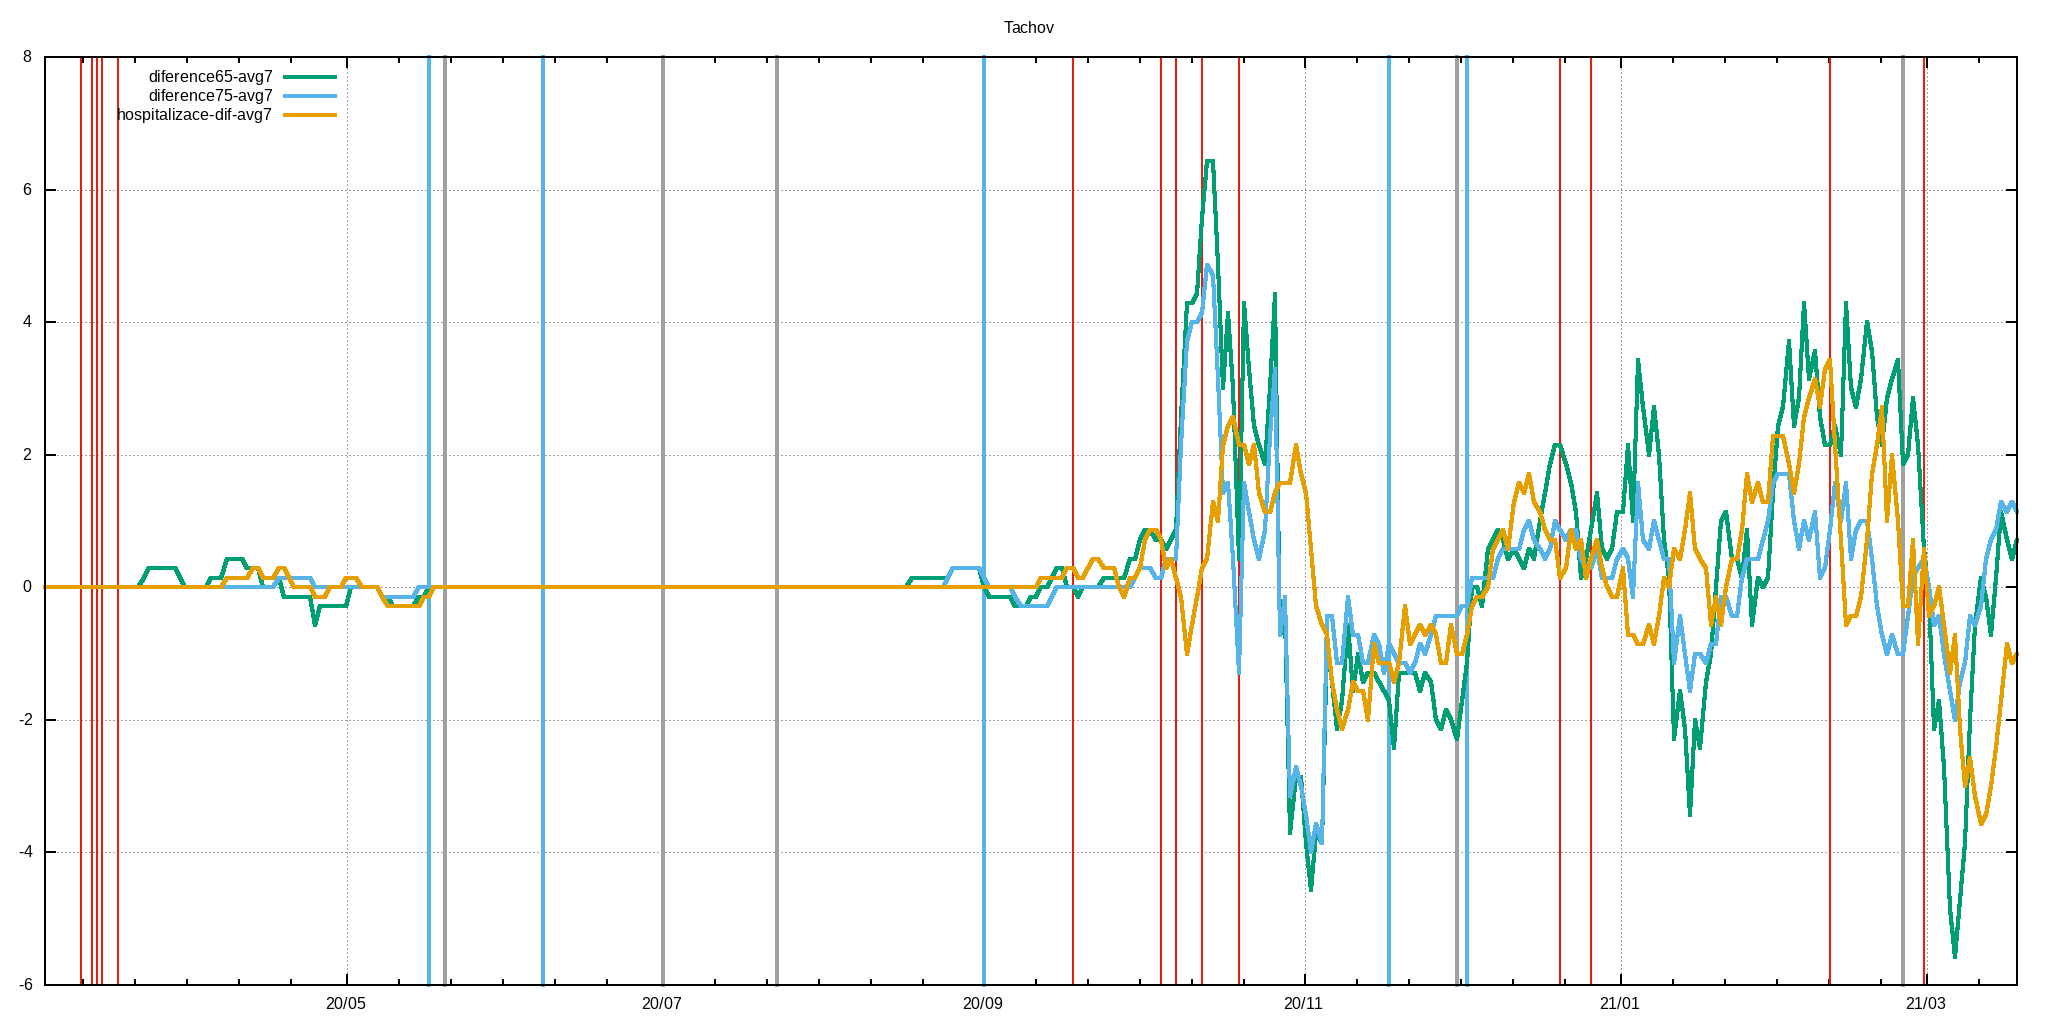 Tachov
8
diference65-avg7
diference75-avg7
hospitalizace-dif-avg7
6
4
2
0
-2
-4
-6
20/05 20/07 20/09 20/11 21/01 21/03